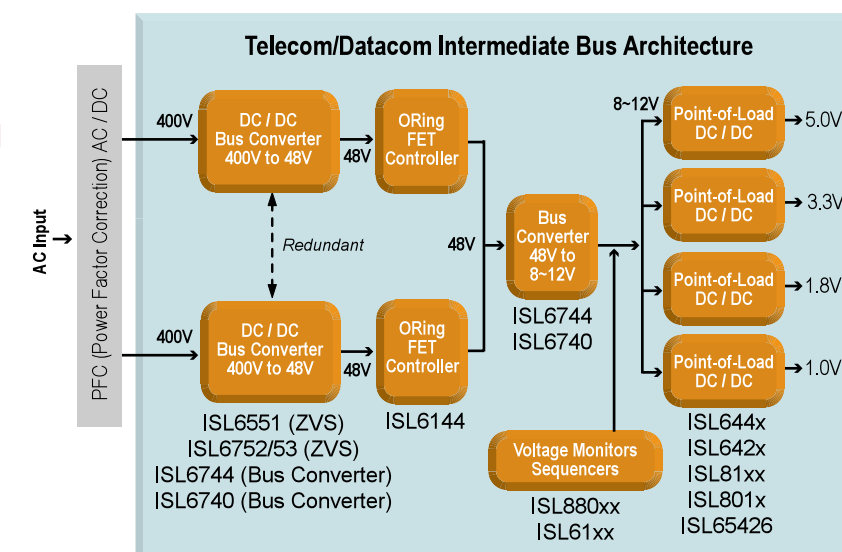 Telecom/Datacom Intermediate Bus Architecture
AC Input
PFC (Power Factor Correction) AC / DC
400V
DC / DC
Bus Converter
400V to 48V
48V
ORing
FET
Controller
Redundant
400V
DC / DC
Bus Converter
400V to 48V
48V
ORing
FET
Controller
ISL6551 (ZVS)
ISL6752/53 (ZVS)
ISL6744 (Bus Converter)
ISL6740 (Bus Converter)
ISL6144
48V
Bus
Converter
48V to
8~12V
ISL6744
ISL6740
Voltage Monitors
Sequencers
ISL880xx
ISL61xx
8~12V
Point-of-Load
DC / DC
5.0V
Point-of-Load
DC / DC
3.3V
Point-of-Load
DC / DC
1.8V
Point-of-Load
DC / DC
1.0V
ISL644x
ISL642x
ISL81xx
ISL801x
ISL65426